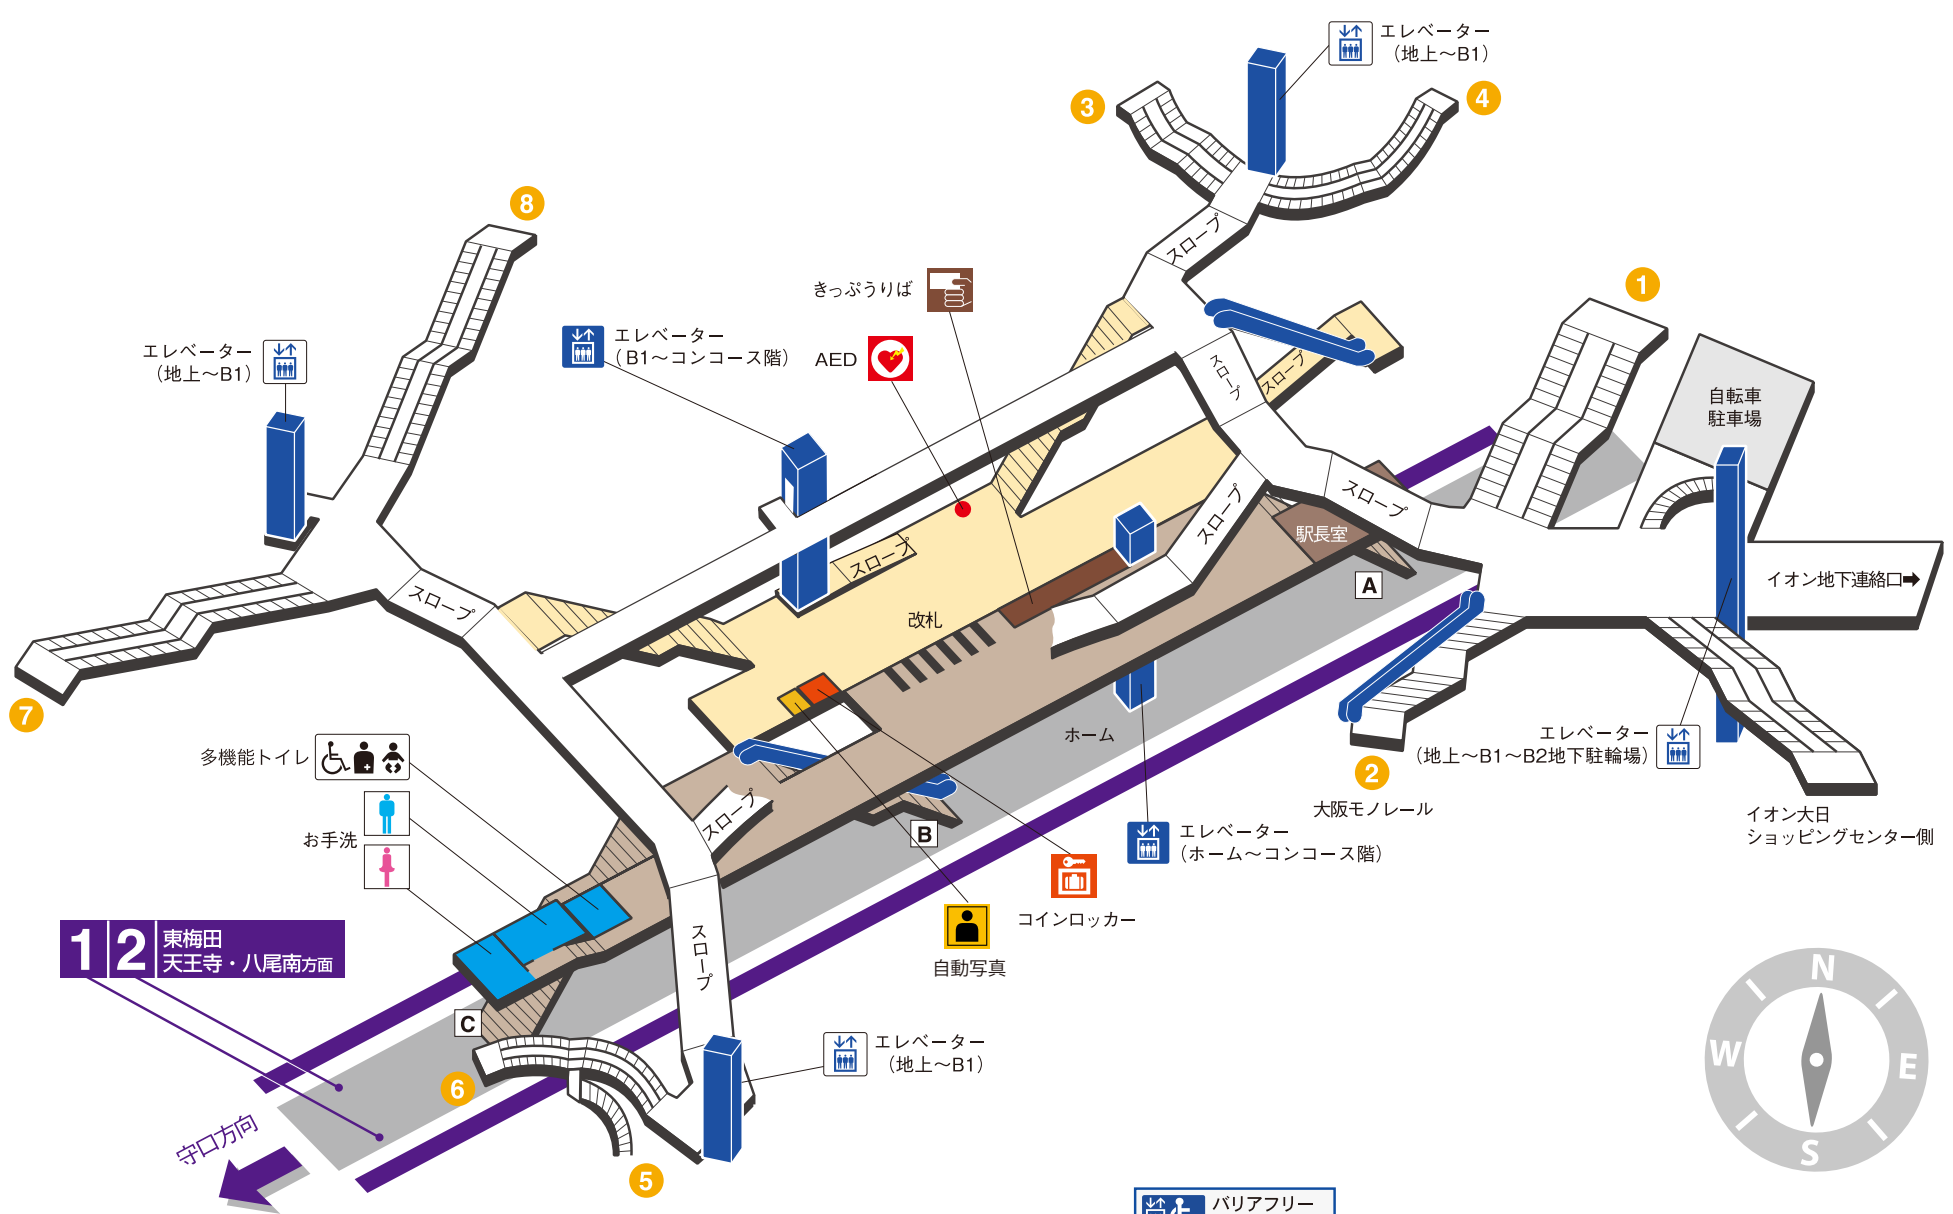 エレベーター
（地上～B1）
3
4
8
1
きっぷうりば
スロープ
エレベーター
（地上～B1）
エレベーター
（B1～コンコース階）
AED
スロープ
スロープ
自転車
駐車場
スロープ
スロープ
駅長室
スロープ
イオン地下連絡口
A
スロープ
改札
7
ホーム
エレベーター
（地上～B1～B2地下駐輪場）
多機能トイレ
2
大阪モノレール
イオン大日
ショッピングセンター側
お手洗
スロープ
B
エレベーター
（ホーム～コンコース階）
コインロッカー
自動写真
1 2 東梅田
天王寺・八尾南方面
スロープ
C
エレベーター
（地上～B1）
6
守口方向
5
N
E
S
W
バリアフリー